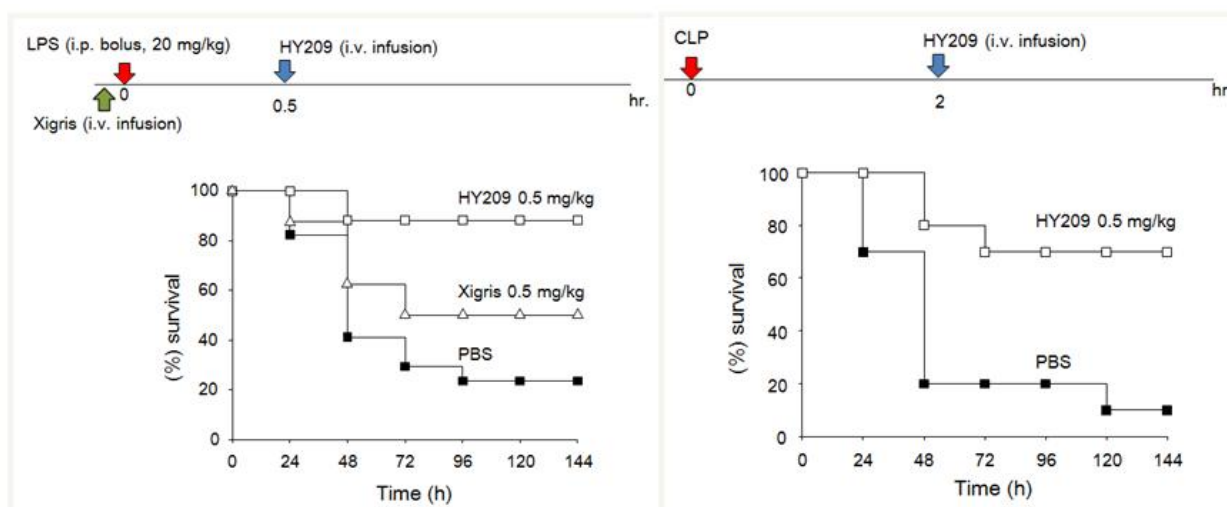 LPS (i.p. bolus, 20 mg/kg)
HY209 (i.v. infusion)
0
0.5
hr.
Xigris (i.v. infusion)
100
80
60
40
20
0
(%) survival
HY209 0.5 mg/kg
Xigris 0.5 mg/kg
PBS
0 24 48 72 96 120 144
Time (h)
CLP
HY209 (i.v. infusion)
0
2
hr
100
80
60
40
20
0
(%) survival
HY209 0.5 mg/kg
PBS
0 24 48 72 96 120 144
Time (h)